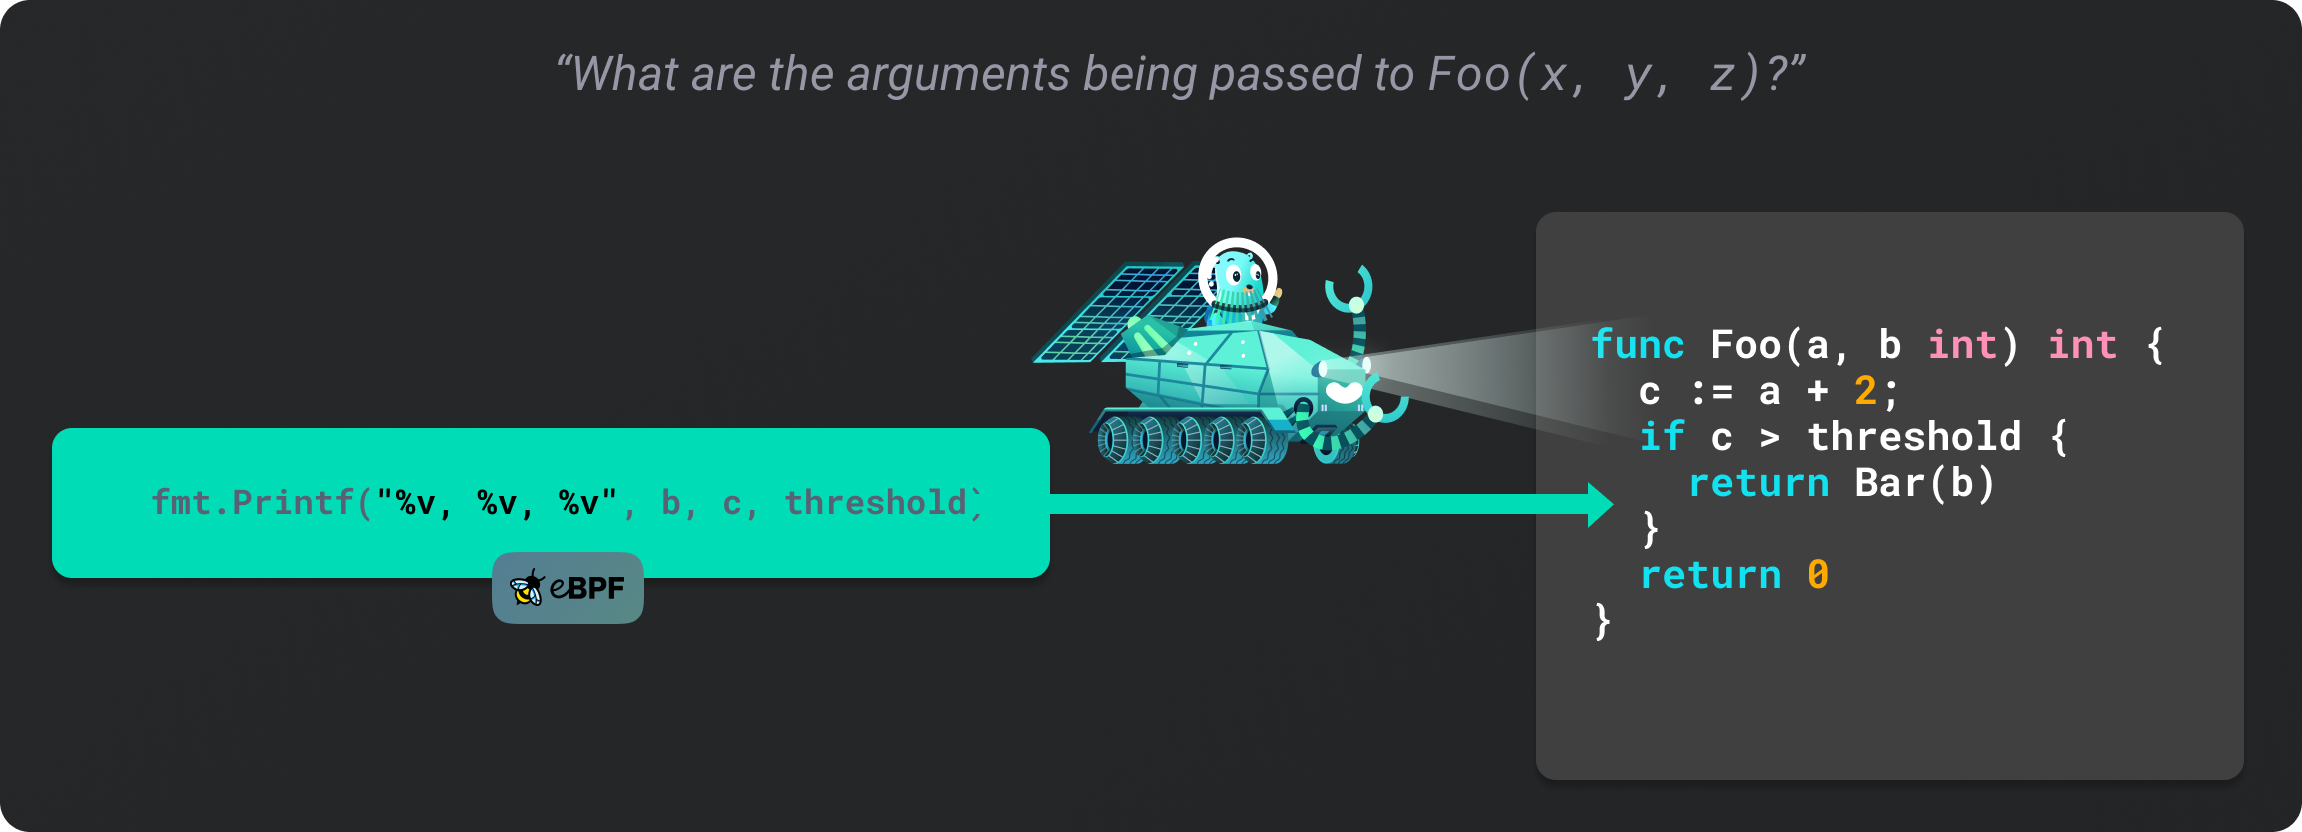 “What are the arguments being passed to Foo(x, y, z)?”
func Foo(a, b int) int {
c := a + 2;
if c > threshold {
return Bar(b)
}
return 0
}
fmt.Printf("%v, %v, %v", b, c, threshold)
eBPF